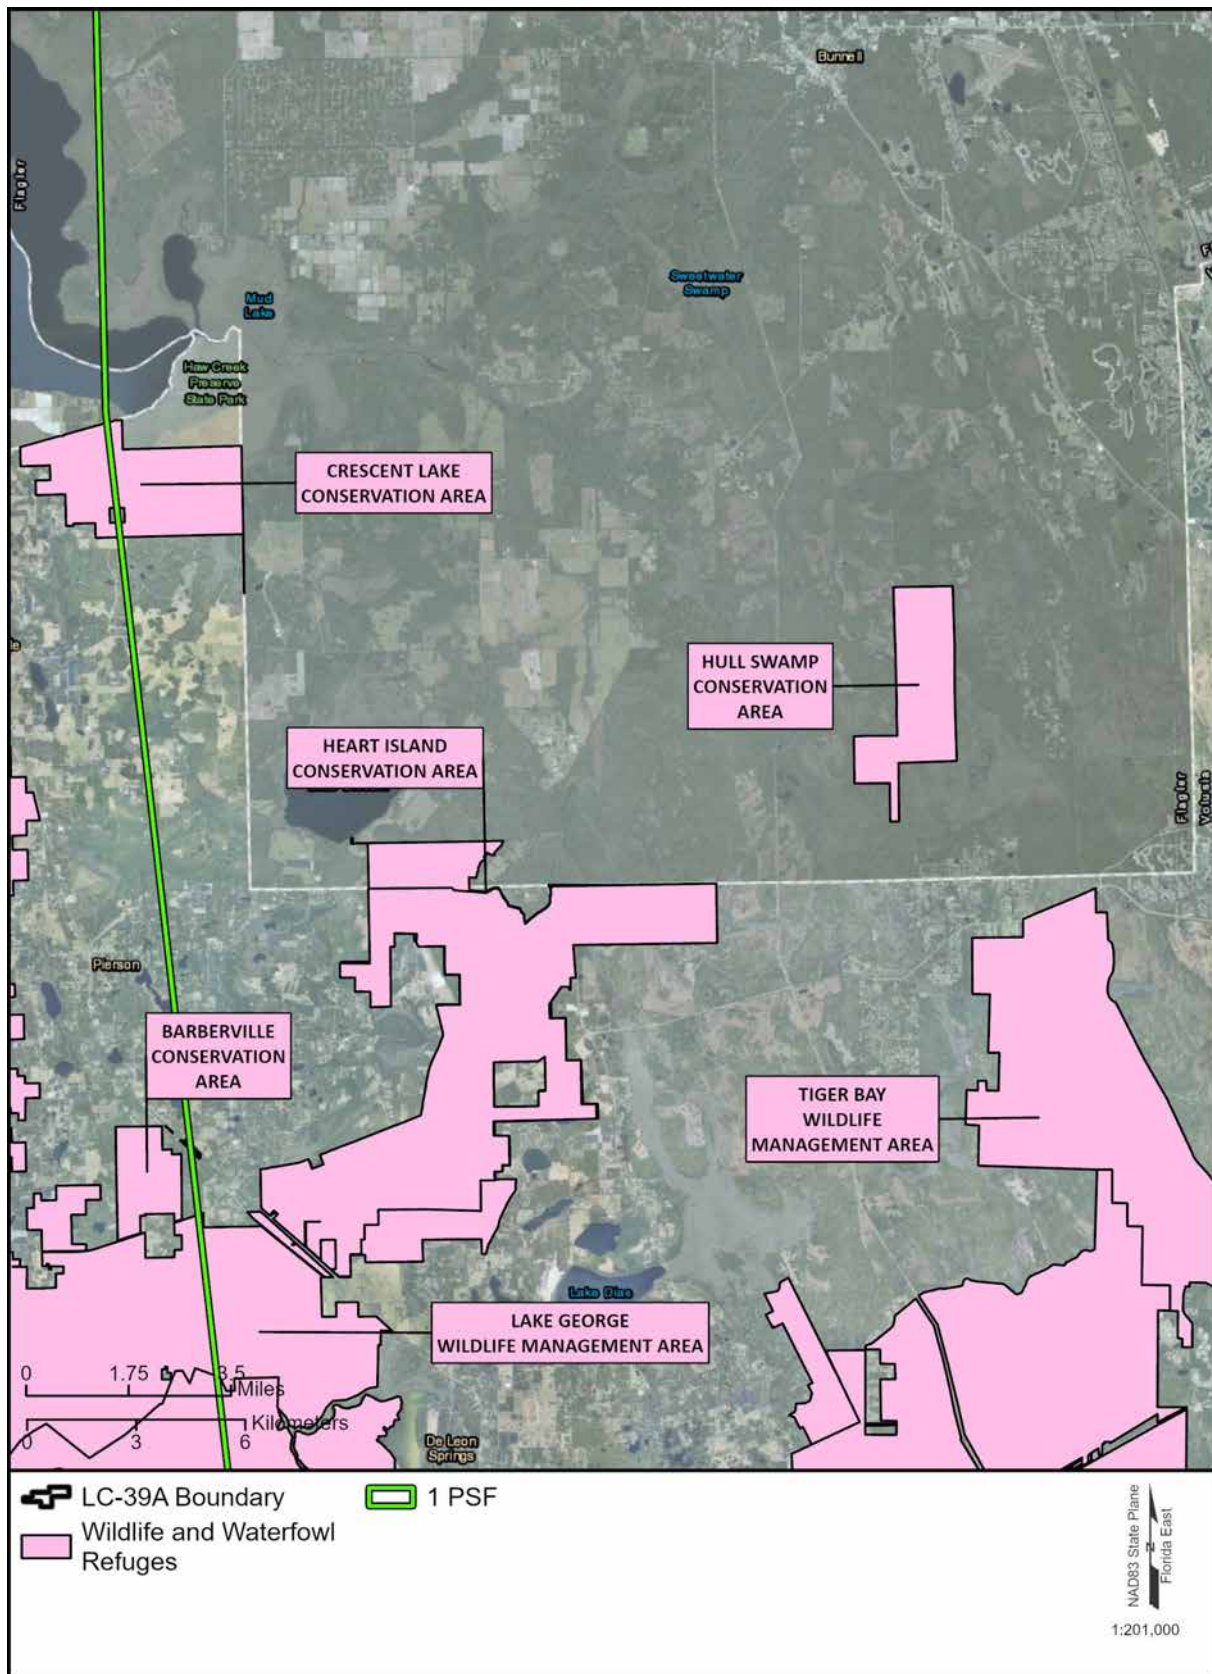 Bunnell
Flagler
Sweetwater
Swamp
Mud
Lake
Haw Creek
Preserve
State Park
CRESCENT LAKE
CONSERVATION AREA
HULL SWAMP
CONSERVATION
AREA
HEART ISLAND
CONSERVATION AREA
Flagler
Volusia
Pierson
BARBERVILLE
CONSERVATION
AREA
TIGER BAY
WILDLIFE
MANAGEMENT AREA
Lake Dias
LAKE GEORGE
WILDLIFE MANAGEMENT AREA
0 1.75 3.5
Miles
Kilometers
0 3 6
De Leon
Springs
LC-39A Boundary
1 PSF
Wildlife and Waterfowl
Refuges
NAD83 State Plane
Florida East
N
1:201,000